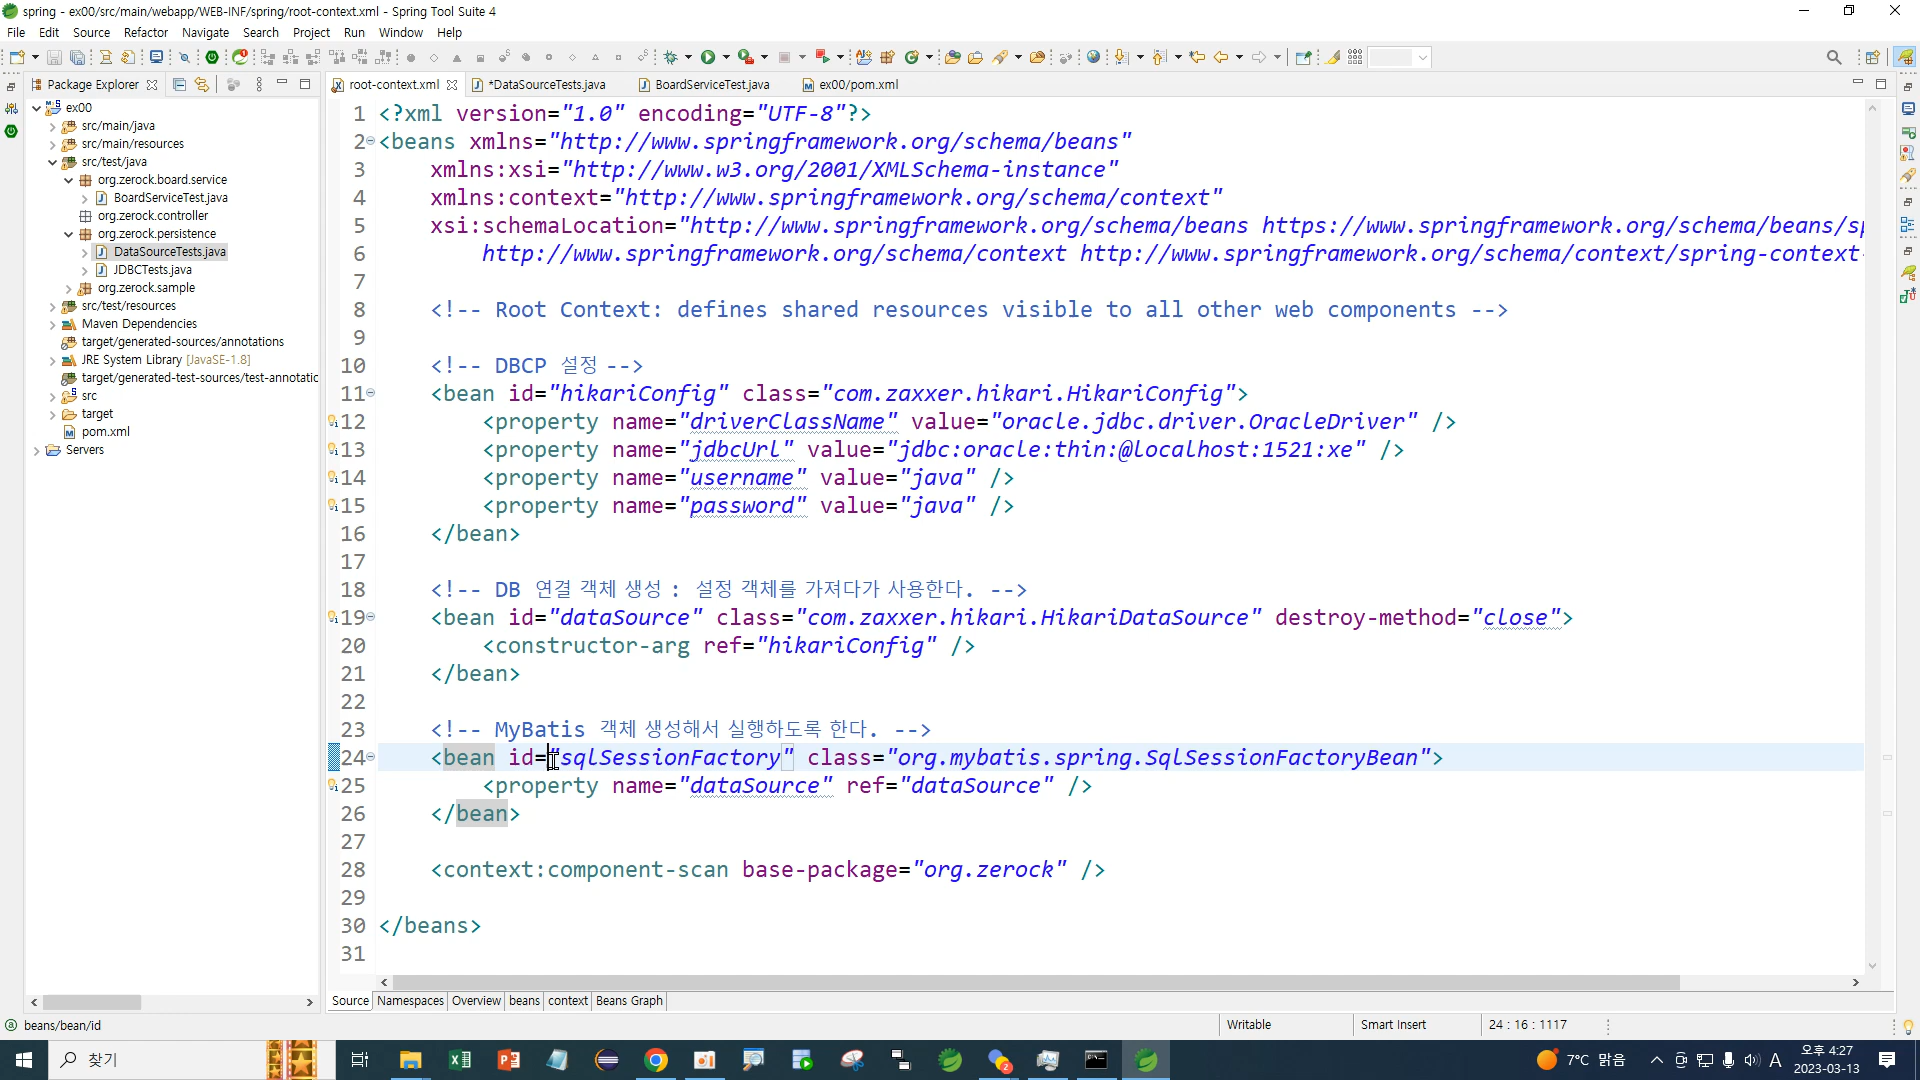 spring - ex00/src/main/webapp/WEB-INF/spring/root-context.xml - Spring Tool Suite 4
File Edit Source Refactor Navigate Search Project Run Window Help
Package Explorer
root-context.xml
*DataSourceTests.java
BoardServiceTest.java
ex00/pom.xml
ex00
src/main/java
src/main/resources
src/test/java
org.zerock.board.service
BoardServiceTest.java
org.zerock.controller
org.zerock.persistence
DataSourceTests.java
JDBCTests.java
org.zerock.sample
src/test/resources
Maven Dependencies
target/generated-sources/annotations
JRE System Library [JavaSE-1.8]
target/generated-test-sources/test-annotatic
src
target
pom.xml
Servers
1 <?xml version="1.0" encoding="UTF-8"?>
2 <beans xmlns="http://www.springframework.org/schema/beans"
3 xmlns:xsi="http://www.w3.org/2001/XMLSchema-instance"
4 xmlns:context="http://www.springframework.org/schema/context"
5 xsi:schemaLocation="http://www.springframework.org/schema/beans https://www.springframework.org/schema/beans/sp
6 http://www.springframework.org/schema/context http://www.springframework.org/schema/context/spring-context-
7
8 <!-- Root Context: defines shared resources visible to all other web components -->
9
10 <!-- DBCP 설정 -->
11 <bean id="hikariConfig" class="com.zaxxer.hikari.HikariConfig">
12 <property name="driverClassName" value="oracle.jdbc.driver.OracleDriver" />
13 <property name="jdbcUrl" value="jdbc:oracle:thin:@localhost:1521:xe" />
14 <property name="username" value="java" />
15 <property name="password" value="java" />
16 </bean>
17
18 <!-- DB 연결 객체 생성 : 설정 객체를 가져다가 사용한다. -->
19 <bean id="dataSource" class="com.zaxxer.hikari.HikariDataSource" destroy-method="close">
20 <constructor-arg ref="hikariConfig" />
21 </bean>
22
23 <!-- MyBatis 객체 생성해서 실행하도록 한다. -->
24 <bean id="sqlSessionFactory" class="org.mybatis.spring.SqlSessionFactoryBean">
25 <property name="dataSource" ref="dataSource" />
26 </bean>
27
28 <context:component-scan base-package="org.zerock" />
29
30 </beans>
31
Source Namespaces Overview beans context Beans Graph
beans/bean/id
Writable
Smart Insert
24 : 16 : 1117
찾기
7°C 맑음
A
오후 4:27
2023-03-13